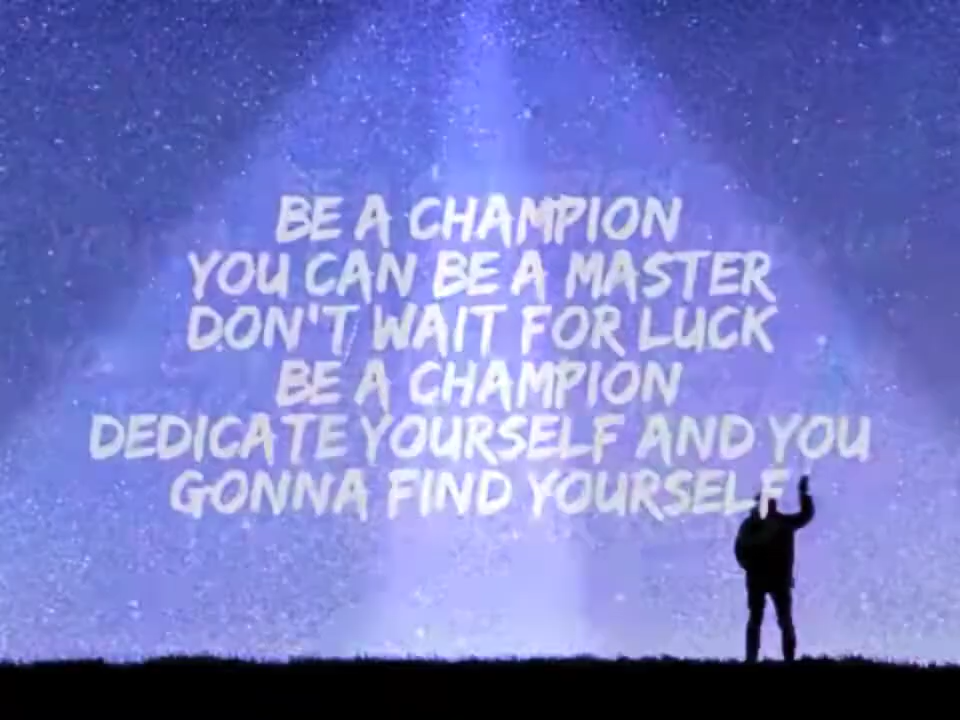 BE A CHAMPION
YOU CAN BE A MASTER
DON'T WAIT FOR LUCK
BE A CHAMPION
DEDICATE YOURSELF AND YOU
GONNA FIND YOURSELF